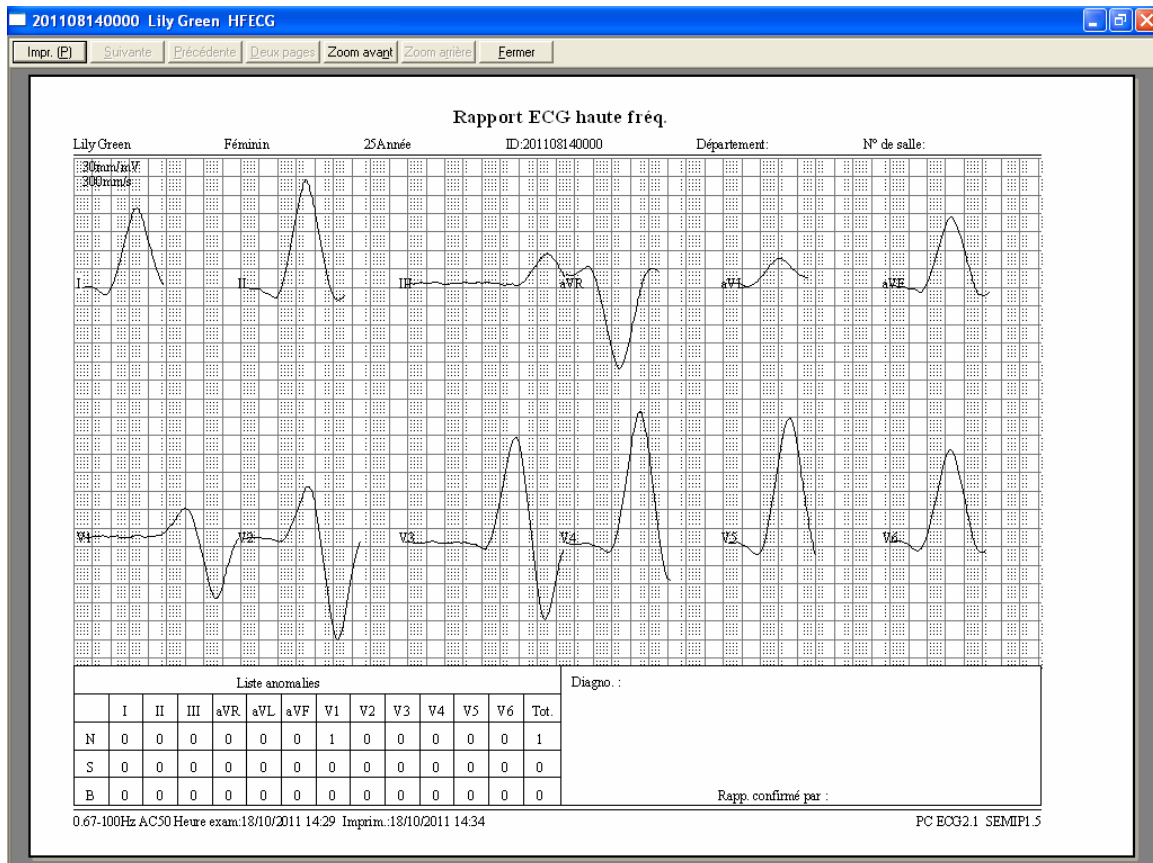 201108140000 Lily Green HFECG
Impr. (P) Suivante Précédente Deux pages Zoom avant Zoom arrière Fermer
Rapport ECG haute fréq.
Lily Green Féminin 25Année ID:201108140000 Département: N° de salle:
30mm/mV
300mm/s
I II III aVR aVL aVF
V1 V2 V3 V4 V5 V6
Liste anomalies Diagno. :
I II III aVR aVL aVF V1 V2 V3 V4 V5 V6 Tot.
N 0 0 0 0 0 0 1 0 0 0 0 0 1
S 0 0 0 0 0 0 0 0 0 0 0 0 0
B 0 0 0 0 0 0 0 0 0 0 0 0 0 Rapp. confirmé par :
0.67-100Hz AC50 Heure exam:18/10/2011 14:29 Imprim.:18/10/2011 14:34 PC ECG2.1 SEMIP1.5